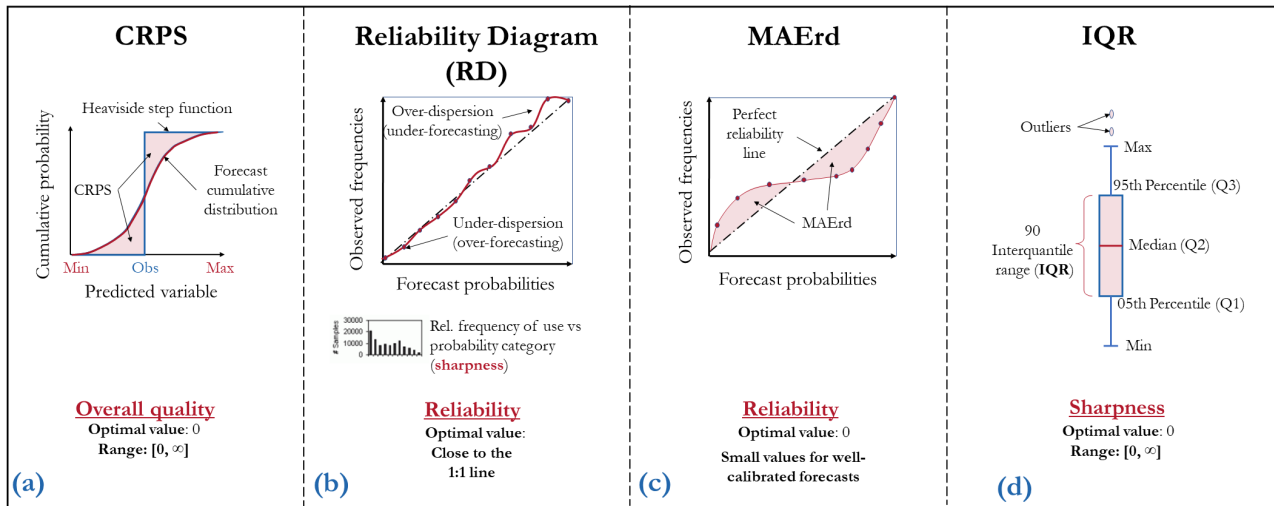 CRPS
Heaviside step function
Cumulative probability
CRPS
Forecast
cumulative
distribution
Min
Obs
Max
Predicted variable
Overall quality
Optimal value: 0
Range: [0, ∞]
(a)
Reliability Diagram
(RD)
Observed frequencies
Over-dispersion
(under-forecasting)
Under-dispersion
(over-forecasting)
Forecast probabilities
# Samples
30000
20000
10000
0
Rel. frequency of use vs
probability category
(sharpness)
Reliability
Optimal value:
Close to the
1:1 line
(b)
MAErd
Observed frequencies
Perfect
reliability
line
MAErd
Forecast probabilities
Reliability
Optimal value: 0
Small values for well-
calibrated forecasts
(c)
IQR
Outliers
Max
95th Percentile (Q3)
90
Interquantile
range (IQR)
Median (Q2)
05th Percentile (Q1)
Min
Sharpness
Optimal value: 0
Range: [0, ∞]
(d)